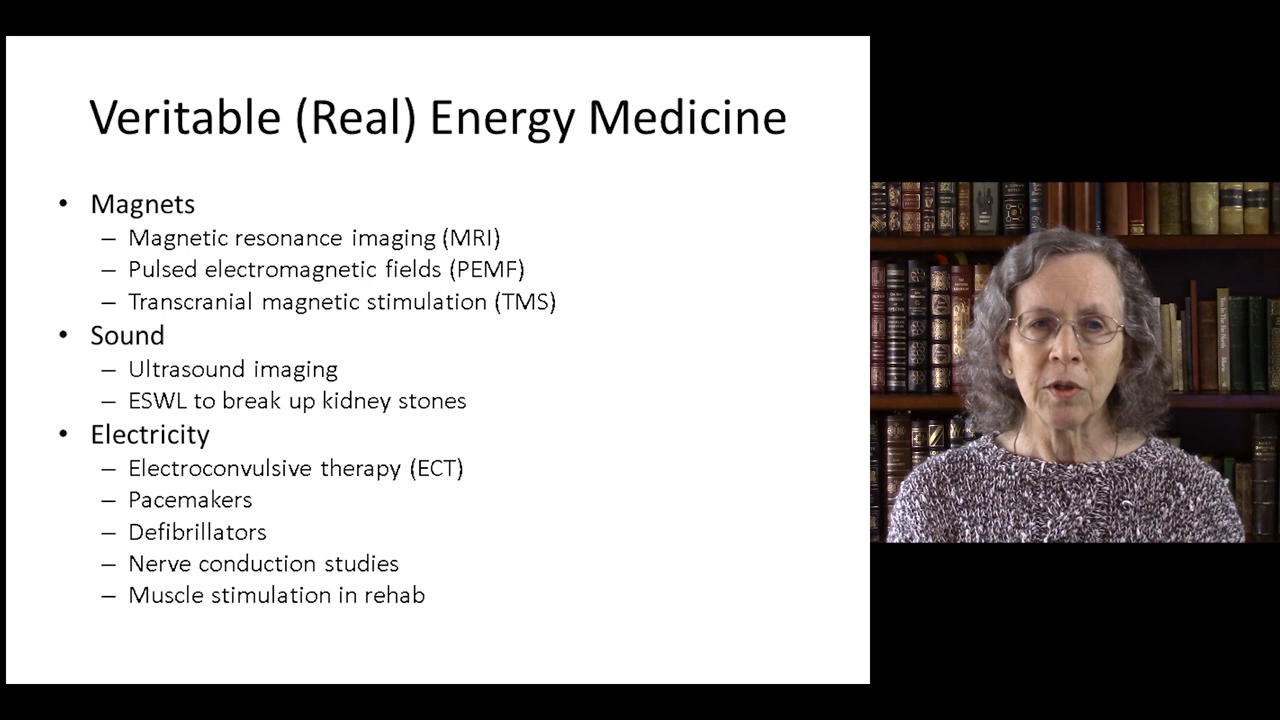 Veritable (Real) Energy Medicine
• Magnets
– Magnetic resonance imaging (MRI)
– Pulsed electromagnetic fields (PEMF)
– Transcranial magnetic stimulation (TMS)
• Sound
– Ultrasound imaging
– ESWL to break up kidney stones
• Electricity
– Electroconvulsive therapy (ECT)
– Pacemakers
– Defibrillators
– Nerve conduction studies
– Muscle stimulation in rehab